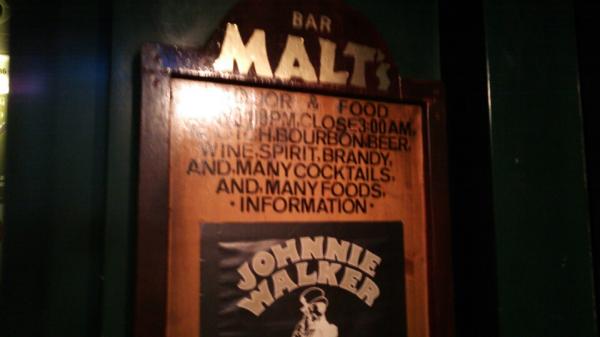 BAR
MALT'S
& FOOD
PM, CLOSE 3:00 AM,
BOURBON, BEER,
WINE, SPIRIT, BRANDY,
AND, MANY COCKTAILS,
AND, MANY FOODS,
· INFORMATION ·
JOHNNIE
WALKER